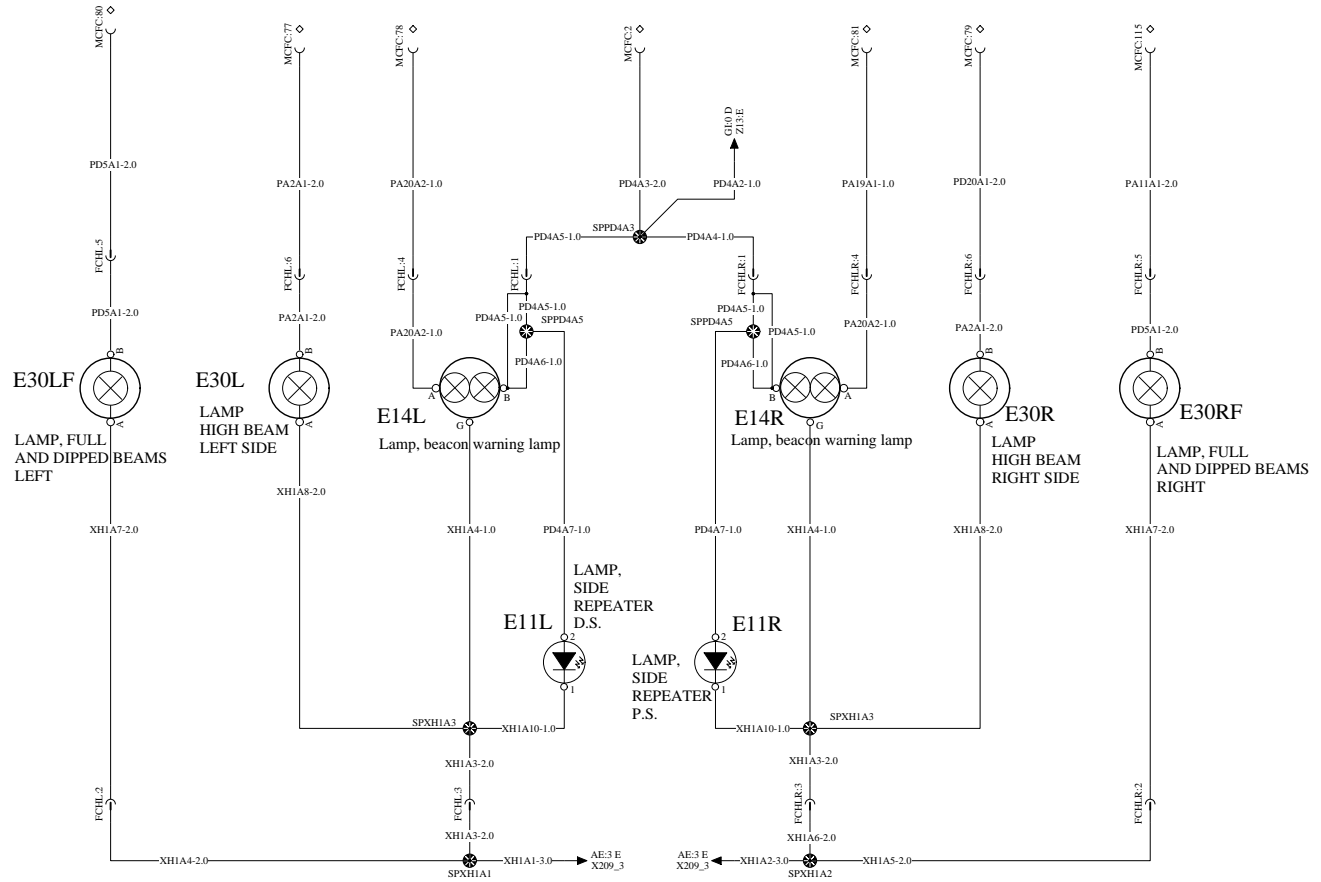 MCFC:80
MCFC:77
MCFC:78
MCFC:2
MCFC:81
MCFC:79
MCFC:115
GI:0 D
Z13:E
PD5A1-2.0
PA2A1-2.0
PA20A2-1.0
PD4A3-2.0
PD4A2-1.0
PA19A1-1.0
PD20A1-2.0
PA11A1-2.0
SPPD4A3
PD4A5-1.0
PD4A4-1.0
FCHL:5
FCHL:6
FCHL:4
FCHL:1
FCHLR:1
FCHLR:4
FCHLR:6
FCHLR:5
PD5A1-2.0
PA2A1-2.0
PA20A2-1.0
PD4A5-1.0
PD4A5-1.0
SPPD4A5
PD4A6-1.0
PD4A5-1.0
SPPD4A5
PD4A5-1.0
PD4A6-1.0
PA20A2-1.0
PA2A1-2.0
PD5A1-2.0
B
B
A
B
B
A
B
B
E30LF
E30L
E14L
E14R
E30R
E30RF
A
A
G
G
A
A
LAMP, FULL
AND DIPPED BEAMS
LEFT
LAMP
HIGH BEAM
LEFT SIDE
Lamp, beacon warning lamp
Lamp, beacon warning lamp
LAMP
HIGH BEAM
RIGHT SIDE
LAMP, FULL
AND DIPPED BEAMS
RIGHT
XH1A8-2.0
XH1A7-2.0
XH1A4-1.0
PD4A7-1.0
PD4A7-1.0
XH1A4-1.0
XH1A8-2.0
XH1A7-2.0
LAMP,
SIDE
REPEATER
D.S.
E11L
2
1
E11R
2
1
LAMP,
SIDE
REPEATER
P.S.
SPXH1A3
XH1A10-1.0
XH1A10-1.0
SPXH1A3
XH1A3-2.0
XH1A3-2.0
FCHL:2
FCHL:3
FCHLR:3
FCHLR:2
XH1A3-2.0
XH1A6-2.0
XH1A4-2.0
XH1A1-3.0
AE:3 E
X209_3
AE:3 E
X209_3
XH1A2-3.0
XH1A5-2.0
SPXH1A1
SPXH1A2